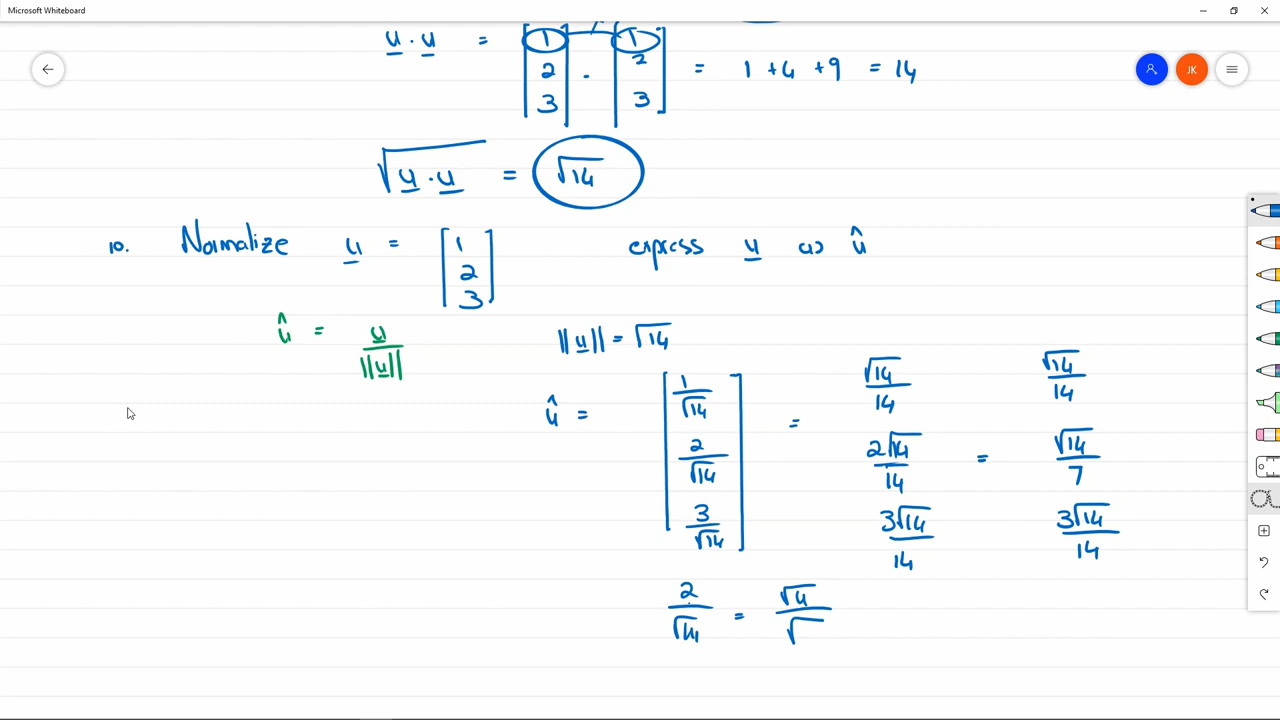 Microsoft Whiteboard
u · u = [1 2 3] · [1 2 3] = 1 + 4 + 9 = 14
JK
√(u · u) = √14
10. Normalize u = [1 2 3] express u as û
û = u/||u||
||u|| = √14
û = [1/√14 2/√14 3/√14] = √14/14 2√14/14 3√14/14 = √14/14 √14/7 3√14/14
2/√14 = √4/√